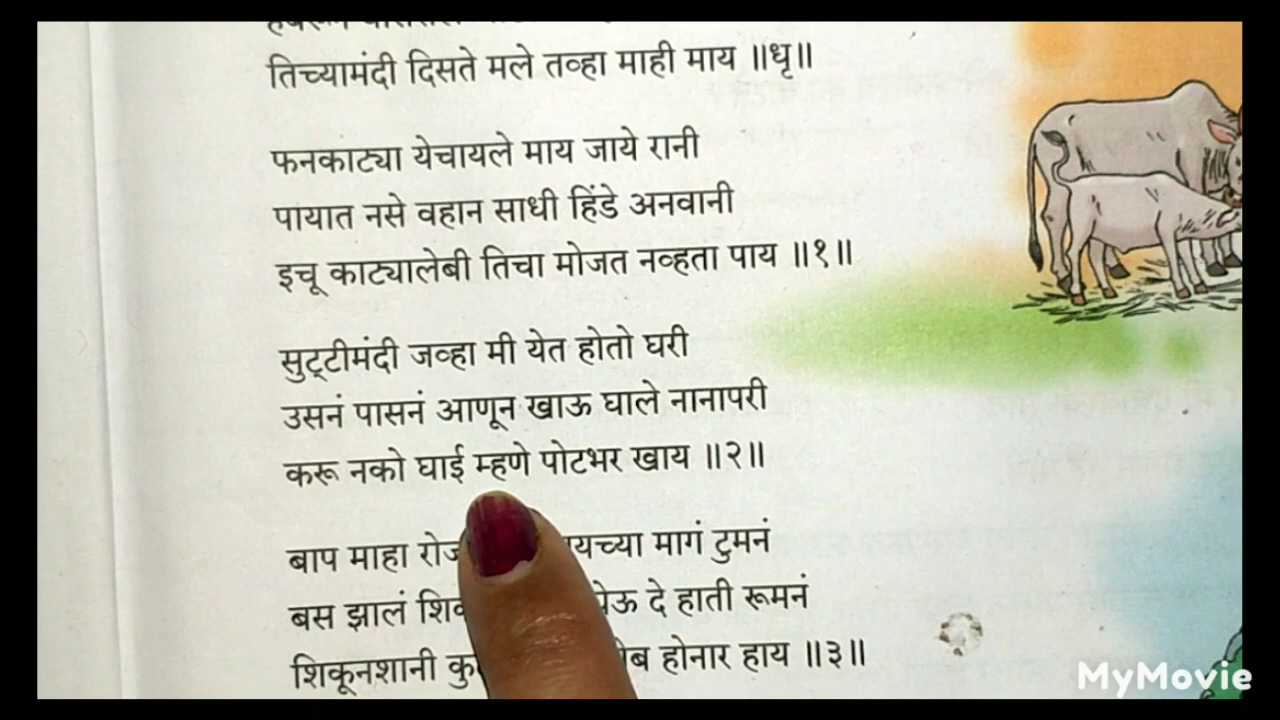 तिच्यामंदी दिसते मले तव्हा माही माय ॥धृ॥
फनकाट्या येचायले माय जाये रानी
पायात नसे वहान साधी हिंडे अनवानी
इचू काट्यालेबी तिचा मोजत नव्हता पाय ॥१॥
सुट्टीमंदी जव्हा मी येत होतो घरी
उसनं पासनं आणून खाऊ घाले नानापरी
करू नको घाई म्हणे पोटभर खाय ॥२॥
बाप माहा मागं टुमनं
बस झालं दे हाती रूमनं
शिकूनशानी होनार हाय ॥३॥
MyMovie